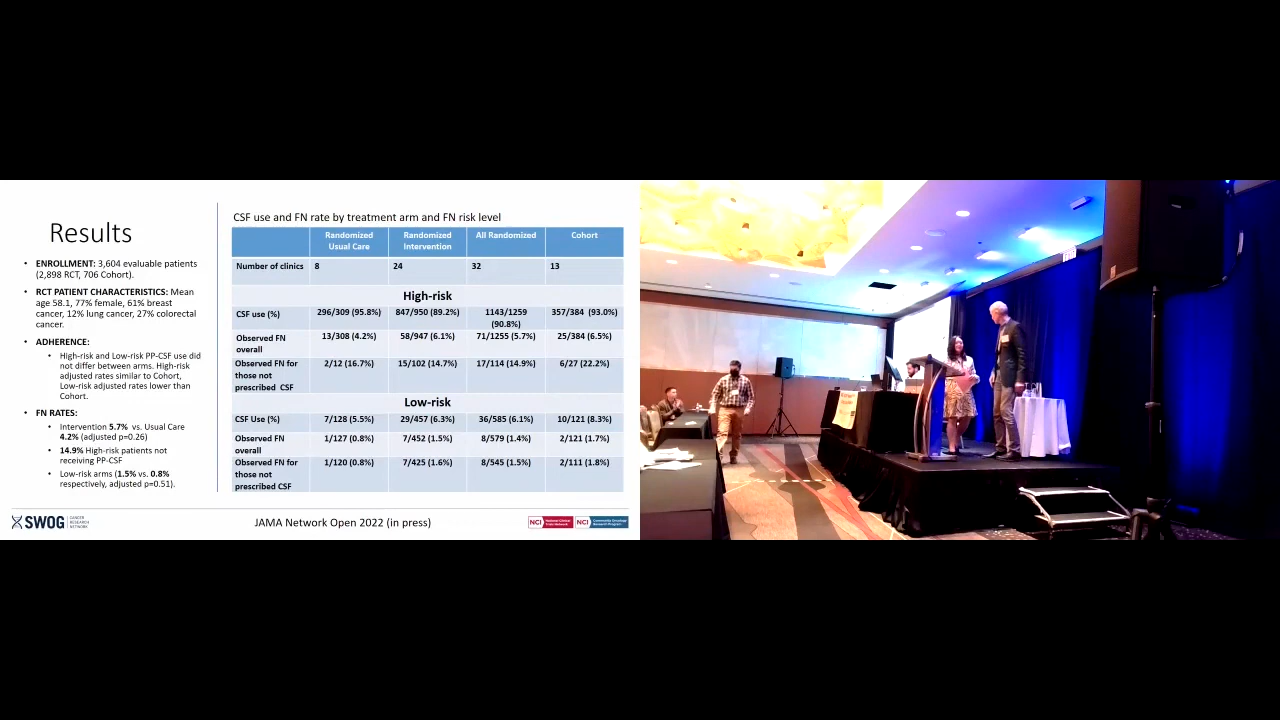 Results
• ENROLLMENT: 3,604 evaluable patients
(2,898 RCT, 706 Cohort).
• RCT PATIENT CHARACTERISTICS: Mean
age 58.1, 77% female, 61% breast
cancer, 12% lung cancer, 27% colorectal
cancer.
• ADHERENCE:
• High-risk and Low-risk PP-CSF use did
not differ between arms. High-risk
adjusted rates similar to Cohort,
Low-risk adjusted rates lower than
Cohort.
• FN RATES:
• Intervention 5.7% vs. Usual Care
4.2% (adjusted p=0.26)
• 14.9% High-risk patients not
receiving PP-CSF
• Low-risk arms (1.5% vs. 0.8%
respectively, adjusted p=0.51).
CSF use and FN rate by treatment arm and FN risk level
Randomized Usual Care Randomized Intervention All Randomized Cohort
Number of clinics 8 24 32 13
High-risk
CSF use (%) 296/309 (95.8%) 847/950 (89.2%) 1143/1259 (90.8%) 357/384 (93.0%)
Observed FN overall 13/308 (4.2%) 58/947 (6.1%) 71/1255 (5.7%) 25/384 (6.5%)
Observed FN for those not prescribed CSF 2/12 (16.7%) 15/102 (14.7%) 17/114 (14.9%) 6/27 (22.2%)
Low-risk
CSF Use (%) 7/128 (5.5%) 29/457 (6.3%) 36/585 (6.1%) 10/121 (8.3%)
Observed FN overall 1/127 (0.8%) 7/452 (1.5%) 8/579 (1.4%) 2/121 (1.7%)
Observed FN for those not prescribed CSF 1/120 (0.8%) 7/425 (1.6%) 8/545 (1.5%) 2/111 (1.8%)
SWOG CANCER RESEARCH NETWORK
JAMA Network Open 2022 (in press)
NCI National Clinical Trials Network
NCI Community Oncology Research Program